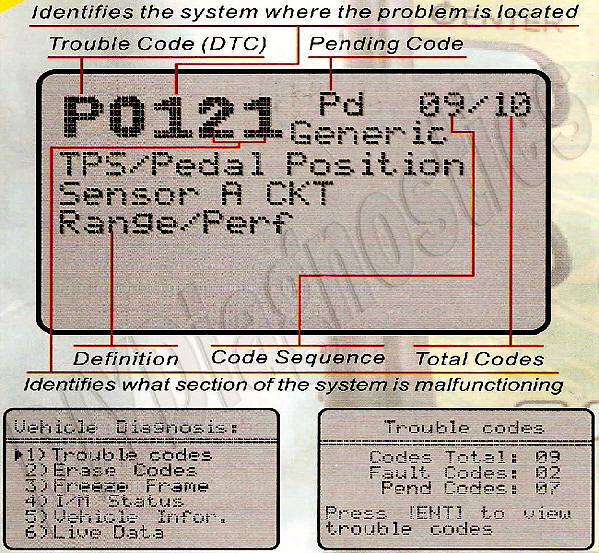 Identifies the system where the problem is located
Trouble Code (DTC) Pending Code
ENTER
P0121 Pd 09/10
Generic
TPS/Pedal Position
Sensor A CKT
Range/Perf
Diagnostics
Definition Code Sequence Total Codes
Identifies what section of the system is malfunctioning
Vehicle Diagnosis:
1) Trouble codes
2) Erase Codes
3) Freeze Frame
4) I/M Status
5) Vehicle Infor.
6) Live Data
Trouble codes
Codes Total: 09
Fault Codes: 02
Pend Codes: 07
Press [ENT] to view
trouble codes